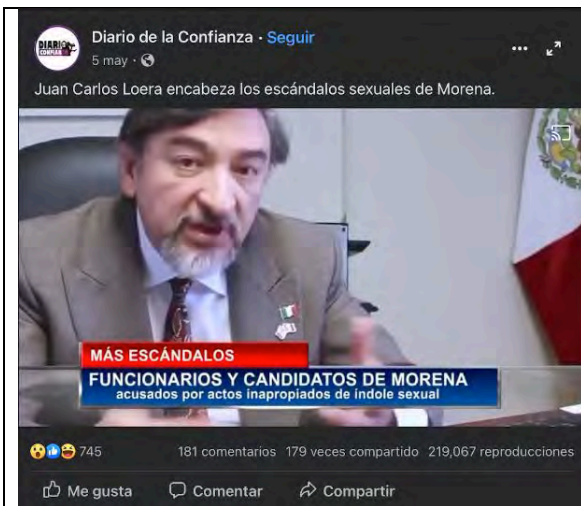 DIARIO
CONFIANZA
Diario de la Confianza · Seguir
5 may ·
Juan Carlos Loera encabeza los escándalos sexuales de Morena.
MÁS ESCÁNDALOS
FUNCIONARIOS Y CANDIDATOS DE MORENA
acusados por actos inapropiados de índole sexual
745
181 comentarios 179 veces compartido 219,067 reproducciones
Me gusta Comentar Compartir